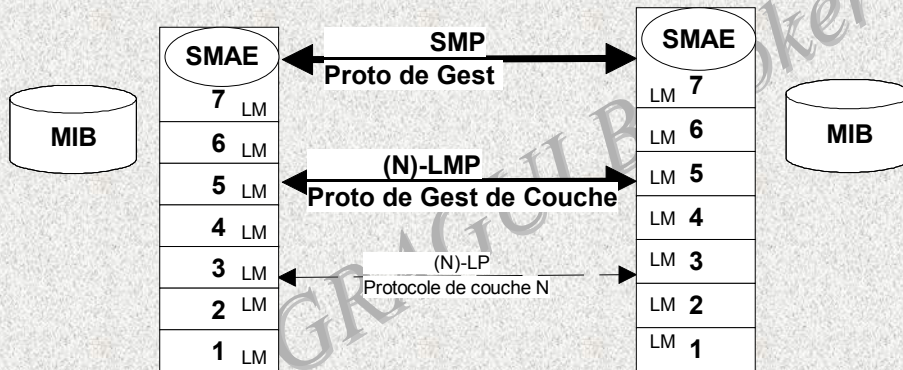 SMAE
SMP
Proto de Gest
SMAE
7 LM
LM 7
MIB
MIB
6 LM
LM 6
(N)-LMP
Proto de Gest de Couche
5 LM
LM 5
4 LM
LM 4
3 LM
(N)-LP
Protocole de couche N
LM 3
2 LM
LM 2
1 LM
LM 1